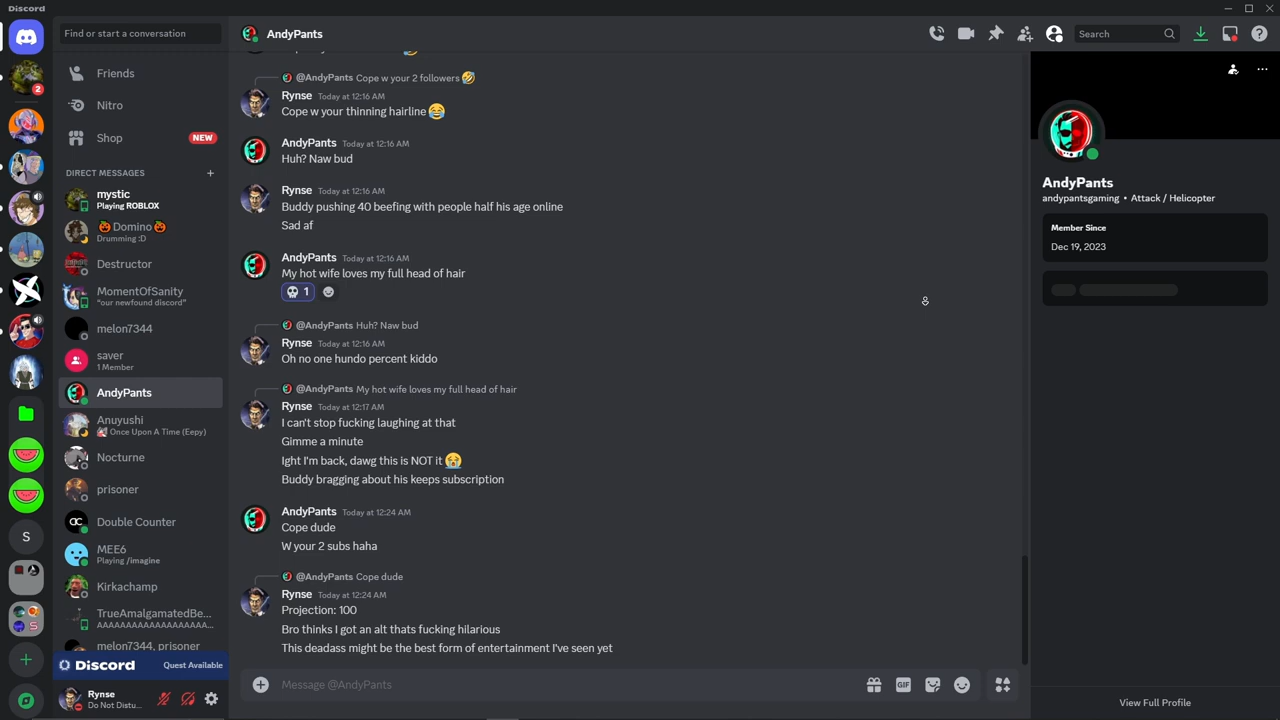 Discord
Find or start a conversation
Friends
Nitro
Shop
NEW
DIRECT MESSAGES
mystic
Playing ROBLOX
Domino
Drumming :D
Destructor
MomentOfSanity
"our newfound discord"
melon7344
saver
1 Member
AndyPants
Anuyushi
Once Upon A Time (Eepy)
Nocturne
prisoner
Double Counter
MEE6
Playing /imagine
Kirkachamp
TrueAmalgamatedBe...
AAAAAAAAAAAAAAAAAA...
melon7344, prisoner
Discord
Quest Available
Rynse
Do Not Distu...
2
S
AndyPants
Search
@AndyPants Cope w your 2 followers 🤣
Rynse Today at 12:16 AM
Cope w your thinning hairline 😂
AndyPants Today at 12:16 AM
Huh? Naw bud
Rynse Today at 12:16 AM
Buddy pushing 40 beefing with people half his age online
Sad af
AndyPants Today at 12:16 AM
My hot wife loves my full head of hair
💀 1
@AndyPants Huh? Naw bud
Rynse Today at 12:16 AM
Oh no one hundo percent kiddo
@AndyPants My hot wife loves my full head of hair
Rynse Today at 12:17 AM
I can't stop fucking laughing at that
Gimme a minute
Ight I'm back, dawg this is NOT it 😭
Buddy bragging about his keeps subscription
AndyPants Today at 12:24 AM
Cope dude
W your 2 subs haha
@AndyPants Cope dude
Rynse Today at 12:24 AM
Projection: 100
Bro thinks I got an alt thats fucking hilarious
This deadass might be the best form of entertainment I've seen yet
Message @AndyPants
GIF
AndyPants
andypantsgaming • Attack / Helicopter
Member Since
Dec 19, 2023
View Full Profile